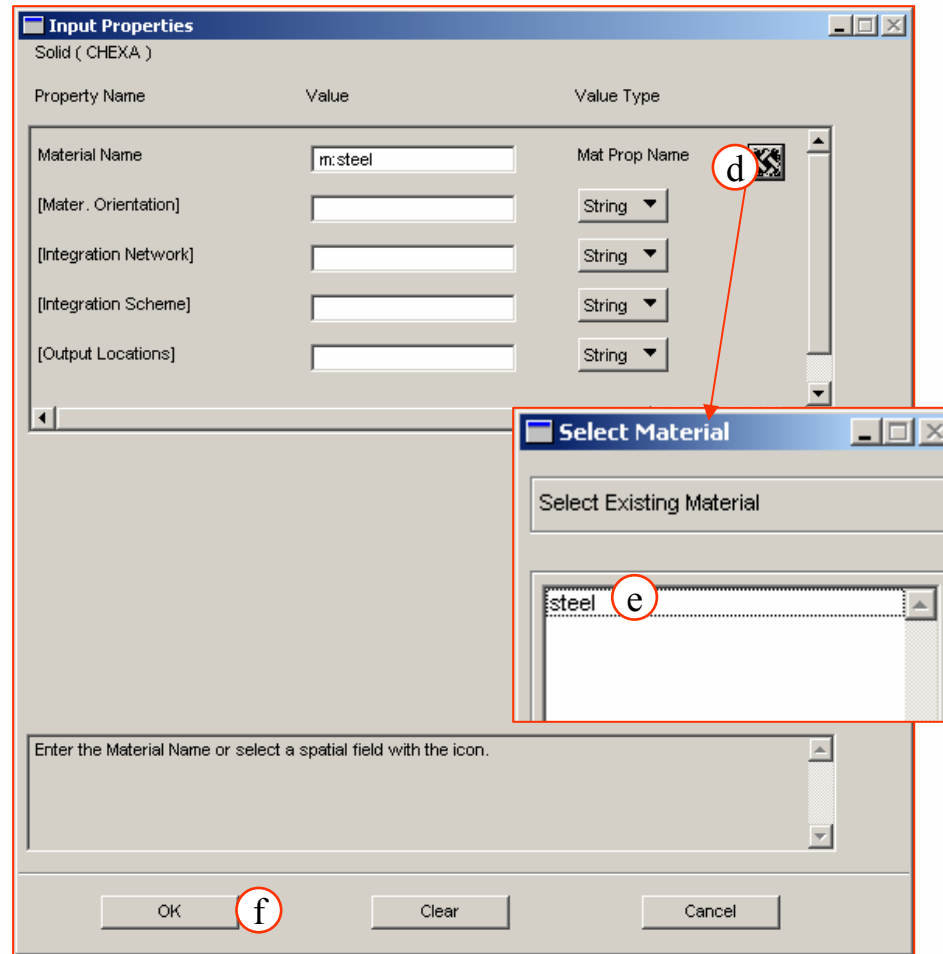 Input Properties
Solid ( CHEXA )
Property Name Value Value Type
Material Name m:steel Mat Prop Name d
[Mater. Orientation] String
[Integration Network] String
[Integration Scheme] String
[Output Locations] String
Select Material
Select Existing Material
steel e
Enter the Material Name or select a spatial field with the icon.
OK f Clear Cancel